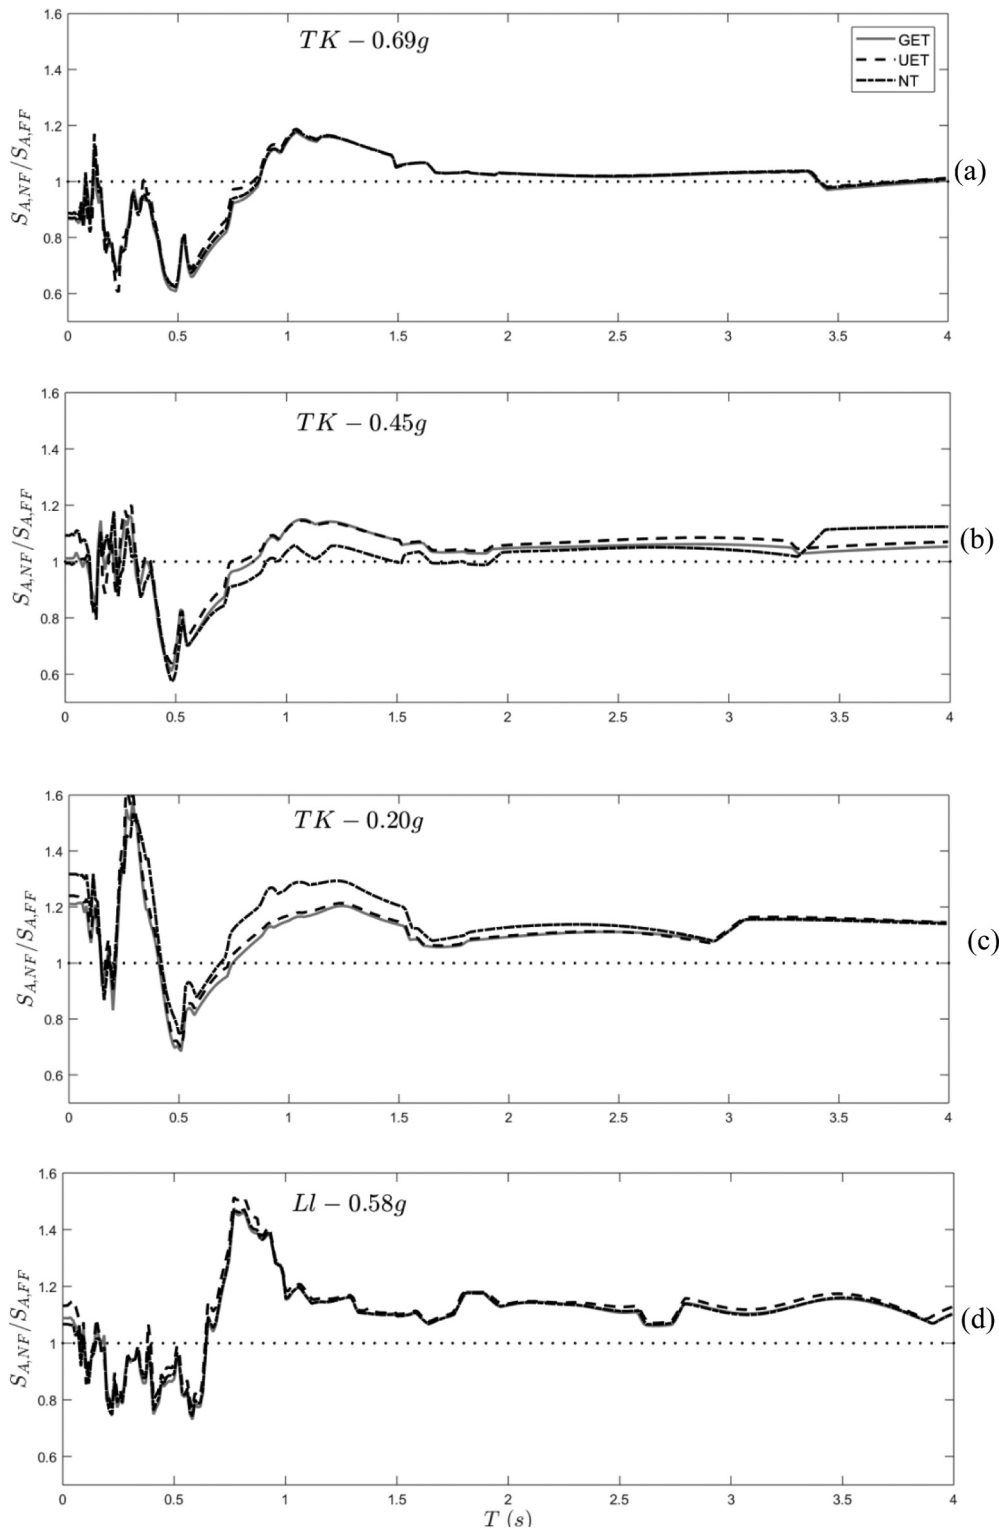 TK − 0.69g
GET
UET
NT
1.6
1.4
1.2
1
0.8
0.6
S_{A,NF}/S_{A,FF}
(a)
0 0.5 1 1.5 2 2.5 3 3.5 4
TK − 0.45g
1.6
1.4
1.2
1
0.8
0.6
S_{A,NF}/S_{A,FF}
(b)
0 0.5 1 1.5 2 2.5 3 3.5 4
TK − 0.20g
1.6
1.4
1.2
1
0.8
0.6
S_{A,NF}/S_{A,FF}
(c)
0 0.5 1 1.5 2 2.5 3 3.5 4
Ll − 0.58g
1.6
1.4
1.2
1
0.8
0.6
S_{A,NF}/S_{A,FF}
(d)
0 0.5 1 1.5 2 2.5 3 3.5 4
T (s)